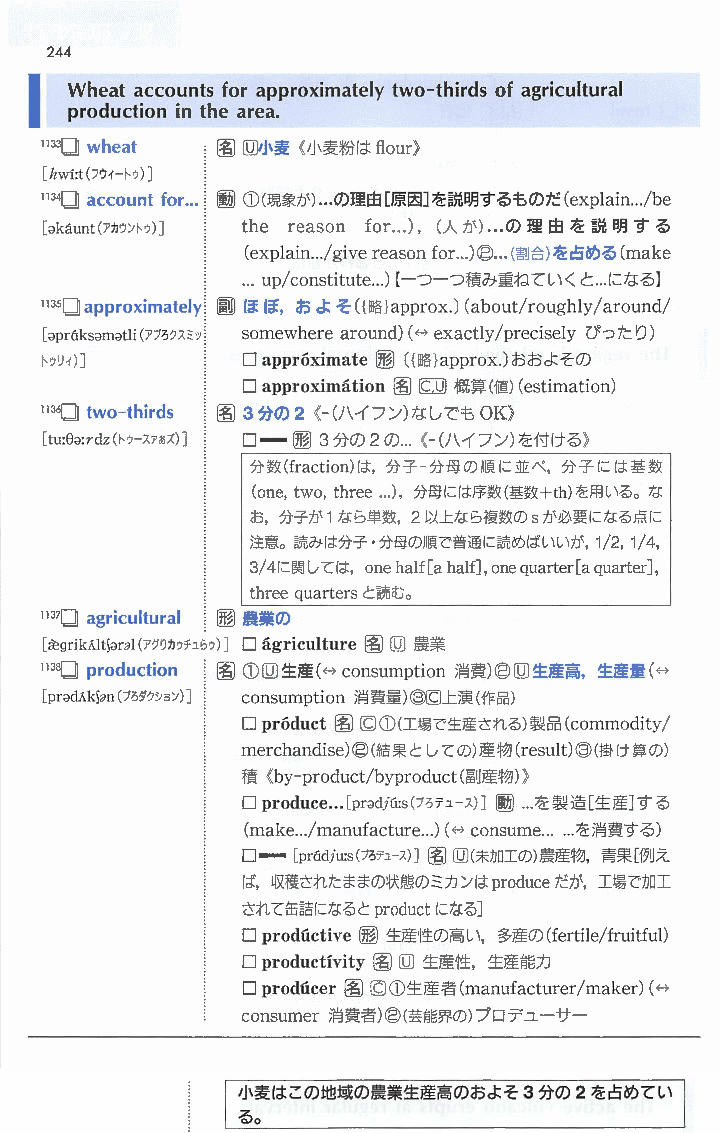 244
Wheat accounts for approximately two-thirds of agricultural
production in the area.
1133 wheat
名 Ⓤ小麦《小麦粉は flour》
[hwíːt(フウィートゥ)]
1134 account for...
動 ①(現象が)...の理由[原因]を説明するものだ(explain.../be
[əkáunt(アカウントゥ)]
the reason for...), (人が)...の理由を説明する
(explain.../give reason for...)②...(割合)を占める(make
... up/constitute...)【一つ一つ積み重ねていくと...になる】
1135 approximately
副 ほぼ, およそ({略}approx.)(about/roughly/around/
[əprɑ́ksəmətli(アプろクスミッ
somewhere around)(↔ exactly/precisely ぴったり)
トゥリィ)]
□ appróximate 形 ({略}approx.)おおよその
□ approximátion 名 Ⓒ,Ⓤ 概算(値)(estimation)
1136 two-thirds
名 3分の2《-(ハイフン)なしでもOK》
[tuːθəːrdz(トゥースアぁズ)]
□━ 形 3分の2の...《-(ハイフン)を付ける》
分数(fraction)は, 分子-分母の順に並べ, 分子には基数
(one, two, three ...), 分母には序数(基数+th)を用いる。な
お, 分子が1なら単数, 2以上なら複数のsが必要になる点に
注意。読みは分子・分母の順で普通に読めばいいが, 1/2, 1/4,
3/4に関しては, one half[a half], one quarter[a quarter],
three quarters と読む。
1137 agricultural
形 農業の
[æɡrikʌ́ltʃərəl(アグリカゥチュらゥ)]
□ ágriculture 名 Ⓤ 農業
1138 production
名 ①Ⓤ生産(↔ consumption 消費)②Ⓤ生産高, 生産量(↔
[prədʌ́kʃən(プろダクション)]
consumption 消費量)③Ⓒ上演(作品)
□ próduct 名 Ⓒ①(工場で生産される)製品(commodity/
merchandise)②(結果としての)産物(result)③(掛け算の)
積《by-product/byproduct(副産物)》
□ produce...[prədjúːs(プろデュース)] 動 ...を製造[生産]する
(make.../manufacture...)(↔ consume... ...を消費する)
□━ [prɑ́djuːs(プろデュース)] 名 Ⓤ(未加工の)農産物, 青果[例え
ば, 収穫されたままの状態のミカンは produce だが, 工場で加工
されて缶詰になると product になる]
□ prodúctive 形 生産性の高い, 多産の(fertile/fruitful)
□ productívity 名 Ⓤ 生産性, 生産能力
□ prodúcer 名 Ⓒ①生産者(manufacturer/maker)(↔
consumer 消費者)②(芸能界の)プロデューサー
小麦はこの地域の農業生産高のおよそ3分の2を占めてい
る。